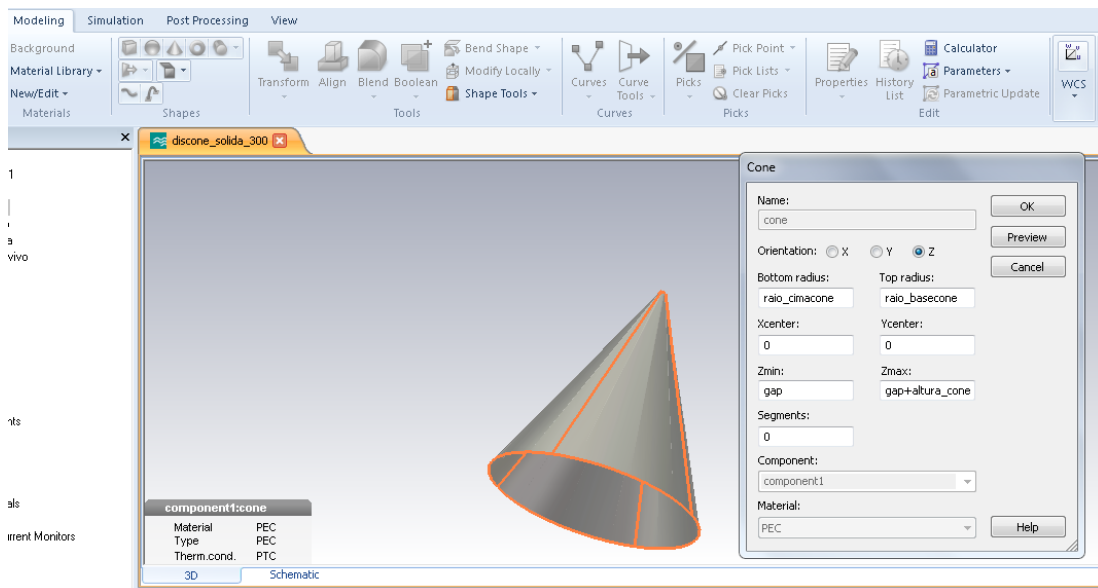 Modeling Simulation Post Processing View
Background
Material Library
New/Edit
Materials
Shapes
Transform Align Blend Boolean
Bend Shape
Modify Locally
Shape Tools
Tools
Curves Curve Tools
Curves
Picks
Pick Point
Pick Lists
Clear Picks
Picks
Properties History List
Calculator
Parameters
Parametric Update
Edit
WCS
discone_solida_300
1
a
vivo
nts
als
urrent Monitors
component1:cone
Material PEC
Type PEC
Therm.cond. PTC
3D Schematic
Cone
Name:
cone
OK
Preview
Cancel
Orientation: X Y Z
Bottom radius: Top radius:
raio_cimacone raio_basecone
Xcenter: Ycenter:
0 0
Zmin: Zmax:
gap gap+altura_cone
Segments:
0
Component:
component1
Material:
PEC
Help